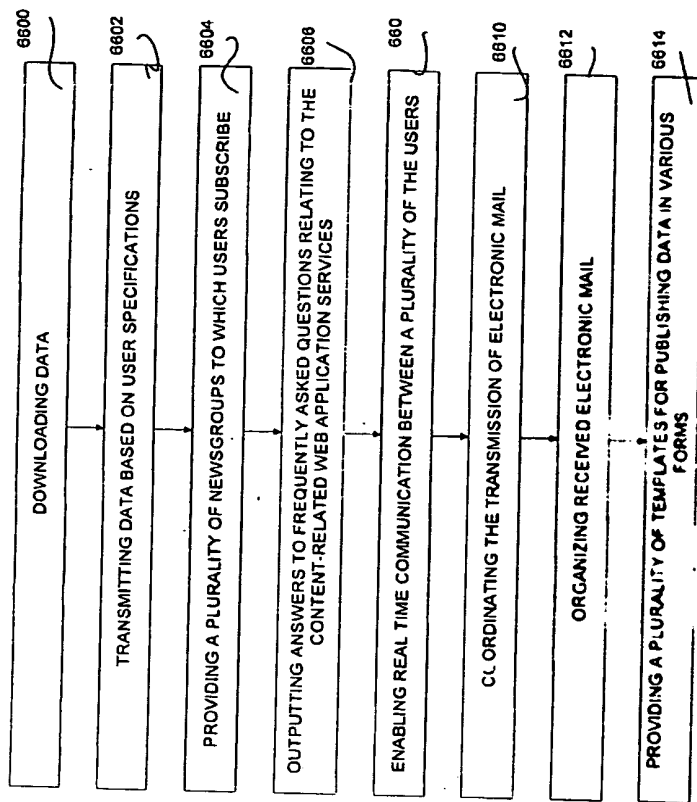 6600
DOWNLOADING DATA
6602
TRANSMITTING DATA BASED ON USER SPECIFICATIONS
6604
PROVIDING A PLURALITY OF NEWSGROUPS TO WHICH USERS SUBSCRIBE
6606
OUTPUTTING ANSWERS TO FREQUENTLY ASKED QUESTIONS RELATING TO THE
CONTENT-RELATED WEB APPLICATION SERVICES
660
ENABLING REAL TIME COMMUNICATION BETWEEN A PLURALITY OF THE USERS
6610
COORDINATING THE TRANSMISSION OF ELECTRONIC MAIL
6612
ORGANIZING RECEIVED ELECTRONIC MAIL
6614
PROVIDING A PLURALITY OF TEMPLATES FOR PUBLISHING DATA IN VARIOUS
FORMS